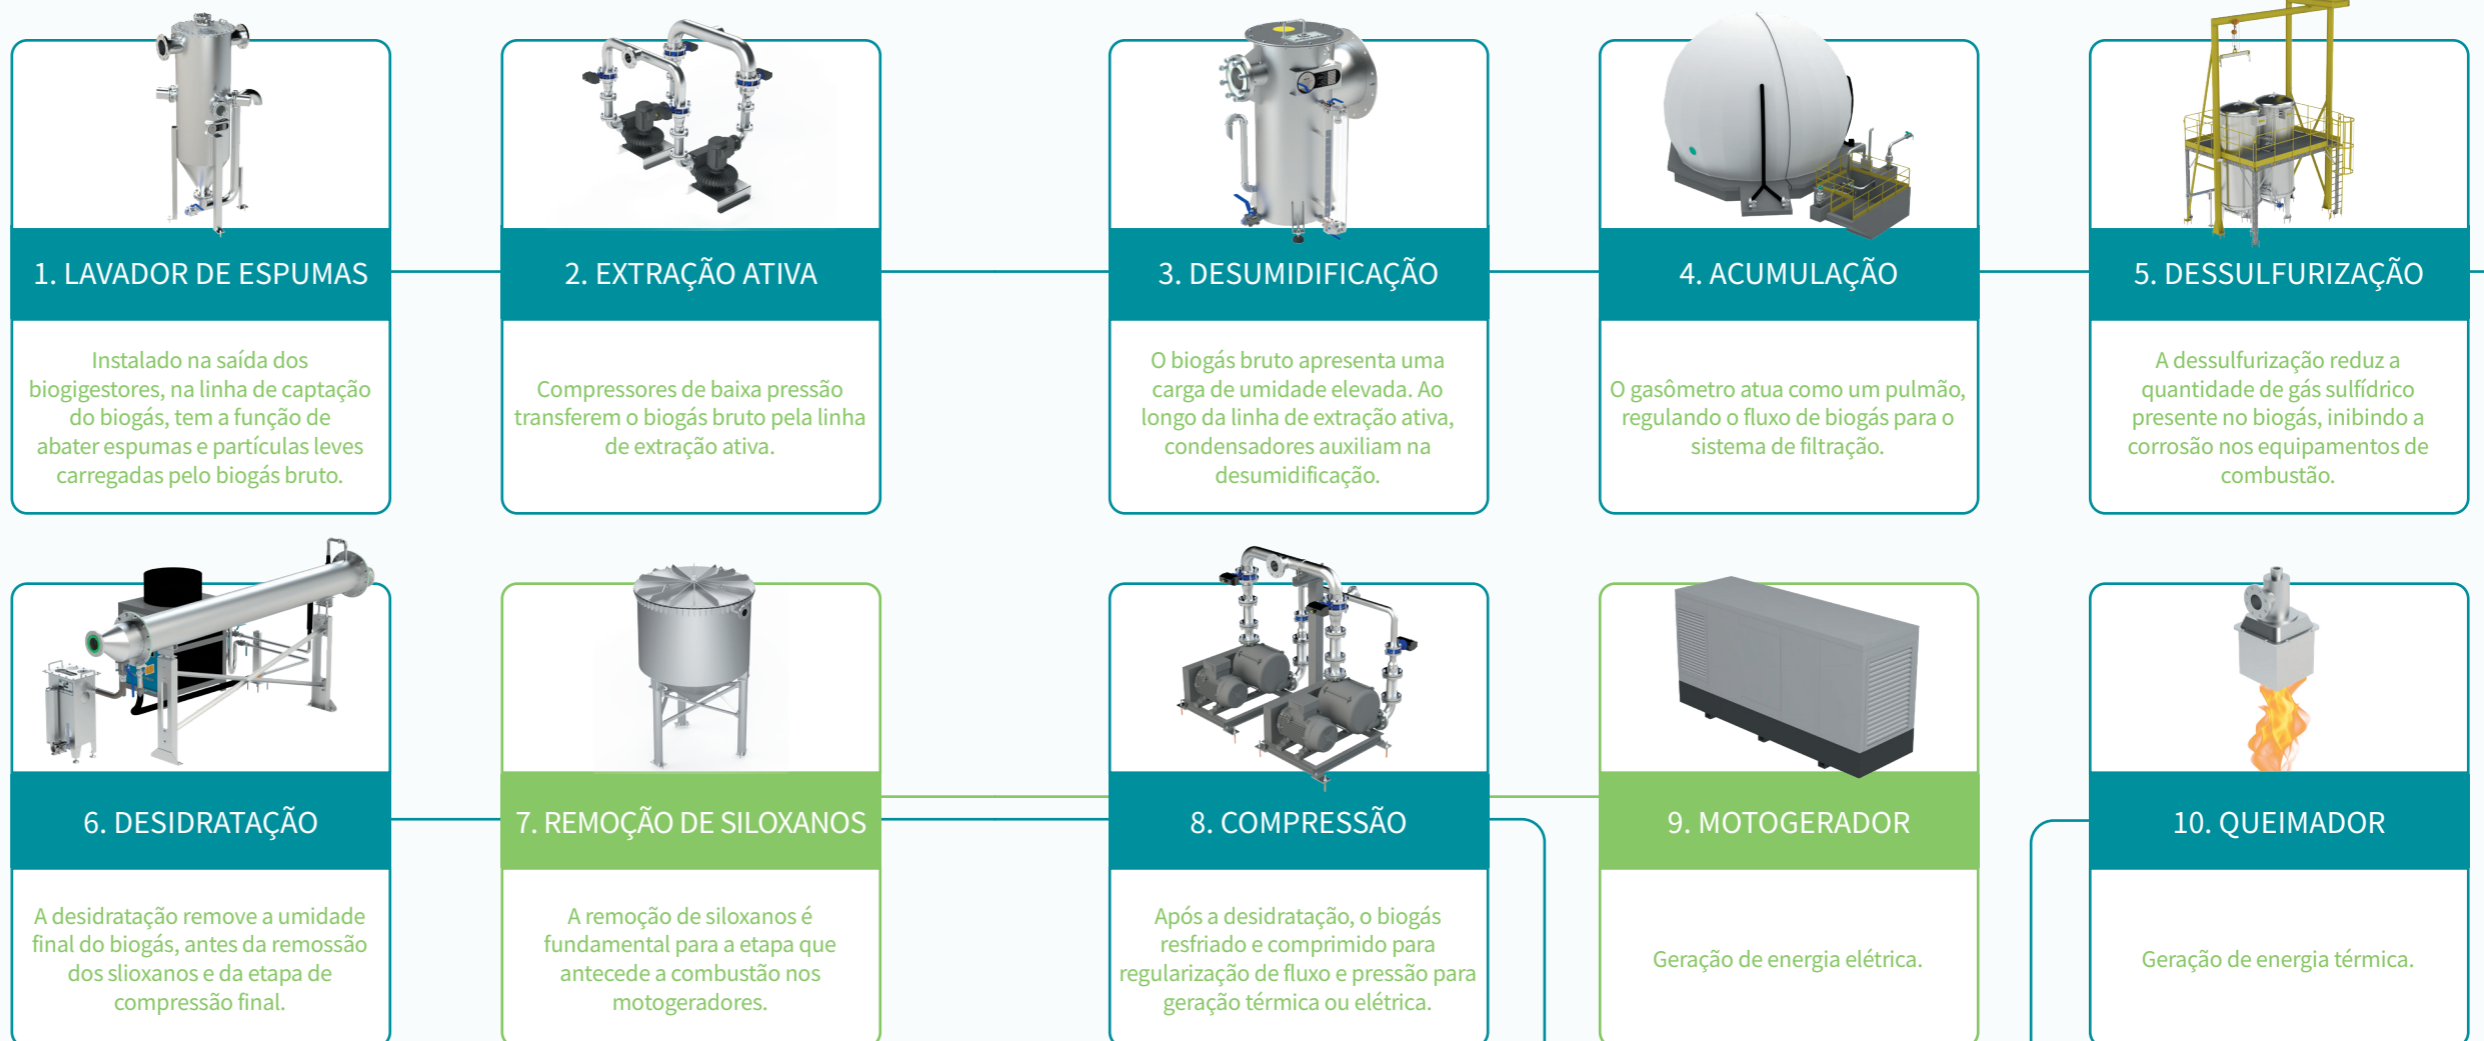 1. LAVADOR DE ESPUMAS
Instalado na saída dos
biogigestores, na linha de captação
do biogás, tem a função de
abater espumas e partículas leves
carregadas pelo biogás bruto.
2. EXTRAÇÃO ATIVA
Compressores de baixa pressão
transferem o biogás bruto pela linha
de extração ativa.
3. DESUMIDIFICAÇÃO
O biogás bruto apresenta uma
carga de umidade elevada. Ao
longo da linha de extração ativa,
condensadores auxiliam na
desumidificação.
4. ACUMULAÇÃO
O gasômetro atua como um pulmão,
regulando o fluxo de biogás para o
sistema de filtração.
5. DESSULFURIZAÇÃO
A dessulfurização reduz a
quantidade de gás sulfídrico
presente no biogás, inibindo a
corrosão nos equipamentos de
combustão.
6. DESIDRATAÇÃO
A desidratação remove a umidade
final do biogás, antes da remossão
dos slioxanos e da etapa de
compressão final.
7. REMOÇÃO DE SILOXANOS
A remoção de siloxanos é
fundamental para a etapa que
antecede a combustão nos
motogeradores.
8. COMPRESSÃO
Após a desidratação, o biogás
resfriado e comprimido para
regularização de fluxo e pressão para
geração térmica ou elétrica.
9. MOTOGERADOR
Geração de energia elétrica.
10. QUEIMADOR
Geração de energia térmica.